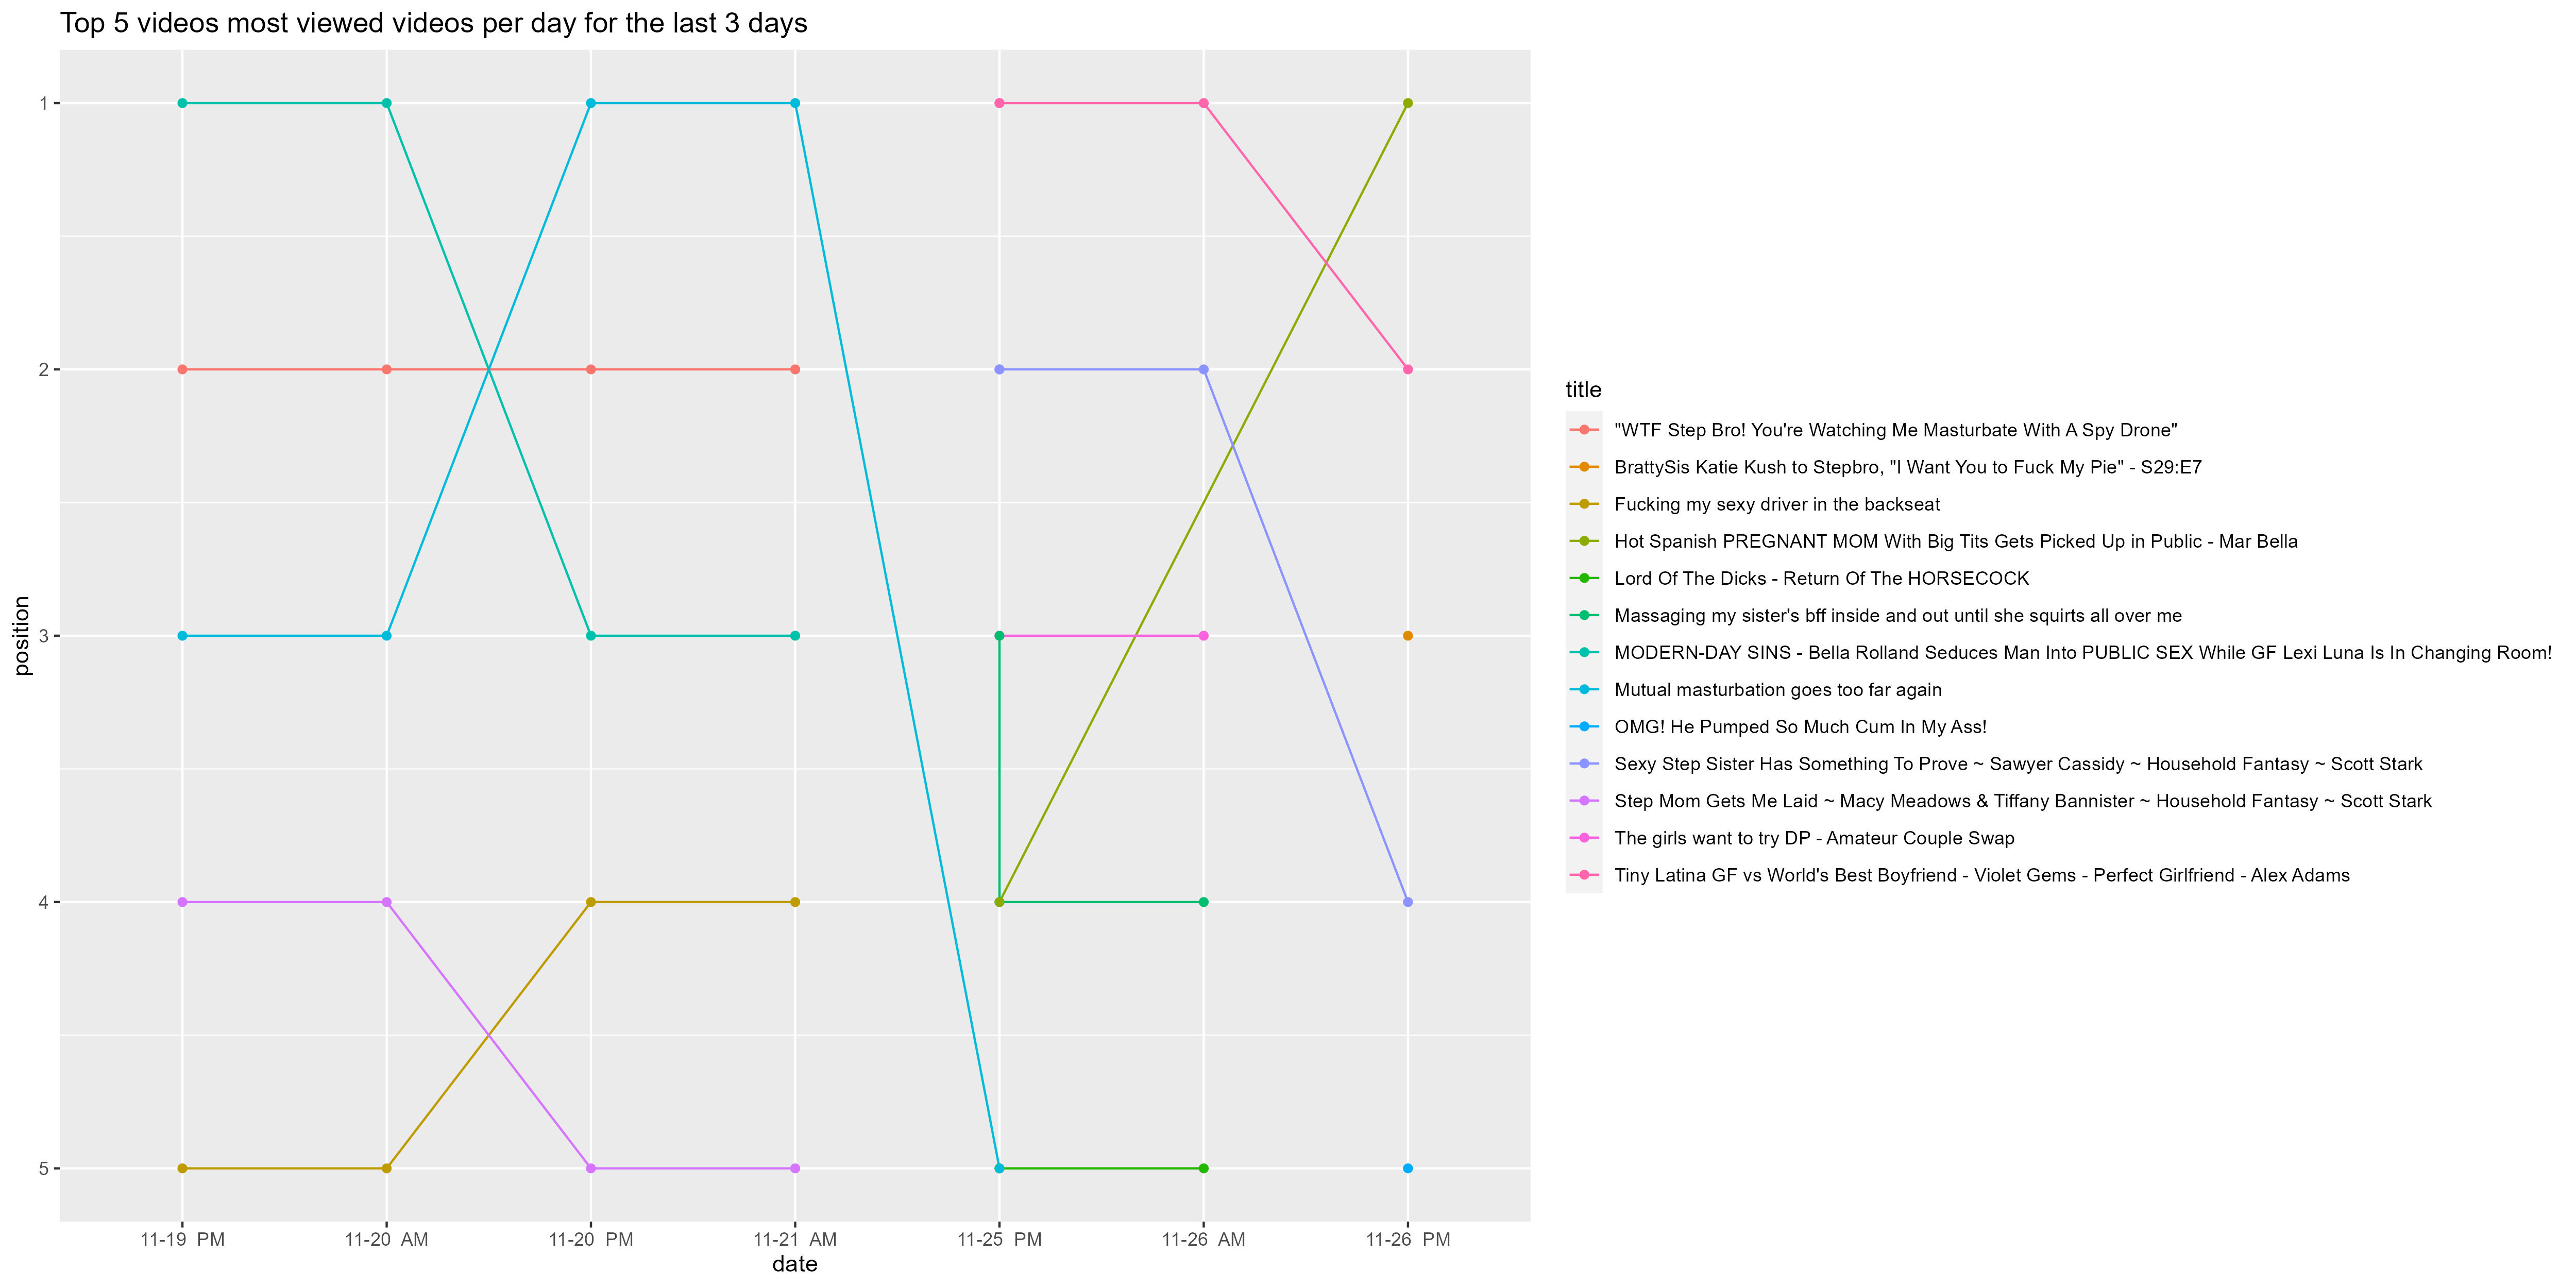 Top 5 videos most viewed videos per day for the last 3 days
position
1
2
3
4
5
11-19 PM
11-20 AM
11-20 PM
11-21 AM
11-25 PM
11-26 AM
11-26 PM
date
title
"WTF Step Bro! You're Watching Me Masturbate With A Spy Drone"
BrattySis Katie Kush to Stepbro, "I Want You to Fuck My Pie" - S29:E7
Fucking my sexy driver in the backseat
Hot Spanish PREGNANT MOM With Big Tits Gets Picked Up in Public - Mar Bella
Lord Of The Dicks - Return Of The HORSECOCK
Massaging my sister's bff inside and out until she squirts all over me
MODERN-DAY SINS - Bella Rolland Seduces Man Into PUBLIC SEX While GF Lexi Luna Is In Changing Room!
Mutual masturbation goes too far again
OMG! He Pumped So Much Cum In My Ass!
Sexy Step Sister Has Something To Prove ~ Sawyer Cassidy ~ Household Fantasy ~ Scott Stark
Step Mom Gets Me Laid ~ Macy Meadows & Tiffany Bannister ~ Household Fantasy ~ Scott Stark
The girls want to try DP - Amateur Couple Swap
Tiny Latina GF vs World's Best Boyfriend - Violet Gems - Perfect Girlfriend - Alex Adams